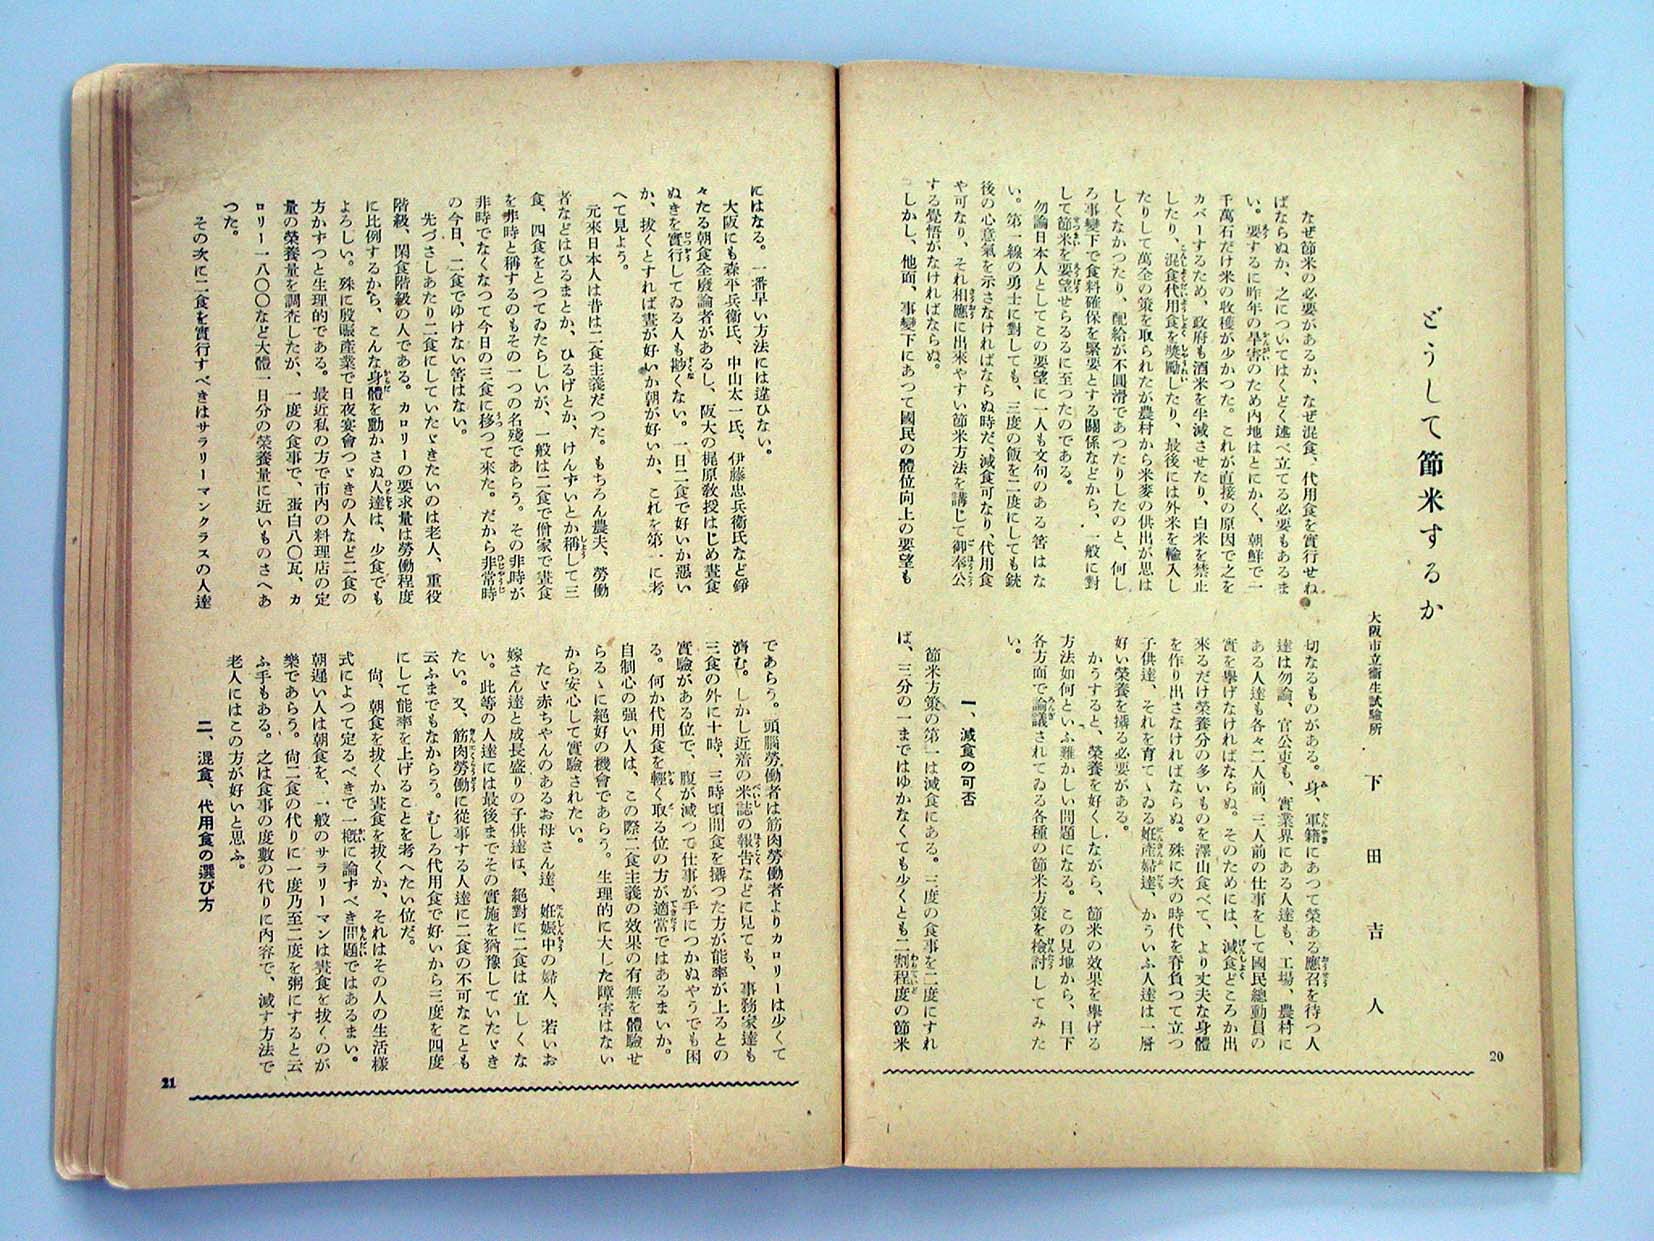 どうして節米するか
大阪市立衞生試驗所　下田吉人
なぜ節米の必要があるか、なぜ混食、代用食を實行せね
ばならぬか、之についてはくどく述べ立てる必要もあるま
い。要するに昨年の旱害のため内地はとにかく、朝鮮で一
千萬石だけ米の收穫が少かつた。これが直接の原因で之を
カバーするため、政府も酒米を半減させたり、白米を禁止
したり、混食代用食を奬勵したり、最後には外米を輸入し
たりして萬全の策を取られたが農村から米麥の供出が思は
しくなかつたり、配給が不圓滑であつたりしたのと、何し
ろ事變下で食料確保を緊要とする關係などから、一般に對
して節米を要望せらるるに至つたのである。
勿論日本人としてこの要望に一人も文句のある筈はな
い。第一線の勇士に對しても、三度の飯を二度にしても銃
後の心意氣を示さなければならぬ時だ、減食可なり、代用食
や可なり、それ相應に出來やすい節米方法を講じて御奉公
する覺悟がなければならぬ。
しかし、他面、事變下にあつて國民の體位向上の要望も
切なるものがある。身、軍籍にあつて榮ある應召を待つ人
達は勿論、官公吏も、實業界にある人達も、工場、農村に
ある人達も各々二人前、三人前の仕事をして國民總動員の
實を擧げなければならぬ。そのためには、減食どころか出
來るだけ榮養分の多いものを澤山食べて、より丈夫な身體
を作り出さなければならぬ。殊に次の時代を脊負つて立つ
子供達、それを育てゝゐる姙産婦達、かういふ人達は一層
好い榮養を攝る必要がある。
かうすると、榮養を好くしながら、節米の效果を擧げる
方法如何といふ難かしい問題になる。この見地から、目下
各方面で論議されてゐる各種の節米方策を檢討してみた
い。
一、減食の可否
節米方策の第一は減食にある。三度の食事を二度にすれ
ば、三分の一まではゆかなくても少くとも二割程度の節米
20
にはなる。一番早い方法には違ひない。
大阪にも森平兵衞氏、中山太一氏、伊藤忠兵衞氏など錚
々たる朝食全廢論者があるし、阪大の梶原教授はじめ晝食
ぬきを實行してゐる人も尠くない。一日二食で好いか惡い
か、拔くとすれば晝が好いか朝が好いか、これを第一に考
へて見よう。
元來日本人は昔は二食主義だつた。もちろん農夫、勞働
者などはひるまとか、ひるげとか、けんずいとか稱して三
食、四食をとつてゐたらしいが、一般は二食で僧家で晝食
を非時と稱するのもその一つの名殘であらう。その非時が
非時でなくなつて今日の三食に移つて來た。だから非常時
の今日、二食でゆけない筈はない。
先づさしあたり二食にしていたゞきたいのは老人、重役
階級、閑食階級の人である。カロリーの要求量は勞働程度
に比例するから、こんな身體を動かさぬ人達は、少食でも
よろしい。殊に殷賑産業で日夜宴會つゞきの人など二食の
方かずつと生理的である。最近私の方で市内の料理店の定
量の榮養量を調査したが、一度の食事で、蛋白八〇瓦、カ
ロリー一八〇〇など大體一日分の榮養量に近いものさへあ
つた。
その次に二食を實行すべきはサラリーマンクラスの人達
であらう。頭腦勞働者は筋肉勞働者よりカロリーは少くて
濟む。しかし近着の米誌の報告などに見ても、事務家達も
三食の外に十時、三時頃間食を攝つた方が能率が上るとの
實驗がある位で、腹が減つて仕事が手につかぬやうでも困
る。何か代用食を輕く取る位の方が適當ではあるまいか。
自制心の强い人は、この際二食主義の效果の有無を體驗せ
らるゝに絶好の機會であらう。生理的に大した障害はない
から安心して實驗されたい。
たゞ赤ちやんのあるお母さん達、姙娠中の婦人、若いお
嫁さん達と成長盛りの子供達は、絶對に二食は宜しくな
い。此等の人達には最後までその實施を猶豫していたゞき
たい。又、筋肉勞働に從事する人達に二食の不可なことも
云ふまでもなからう。むしろ代用食で好いから三度を四度
にして能率を上げることを考へたい位だ。
尙、朝食を拔くか晝食を拔くか、それはその人の生活樣
式によつて定るべきで一概に論ずべき問題ではあるまい。
朝遲い人は朝食を、一般のサラリーマンは晝食を拔くのが
樂であらう。尙二食の代りに一度乃至二度を粥にすると云
ふ手もある。之は食事の度數の代りに内容で、減す方法で
老人にはこの方が好いと思ふ。
二、混食、代用食の選び方
21